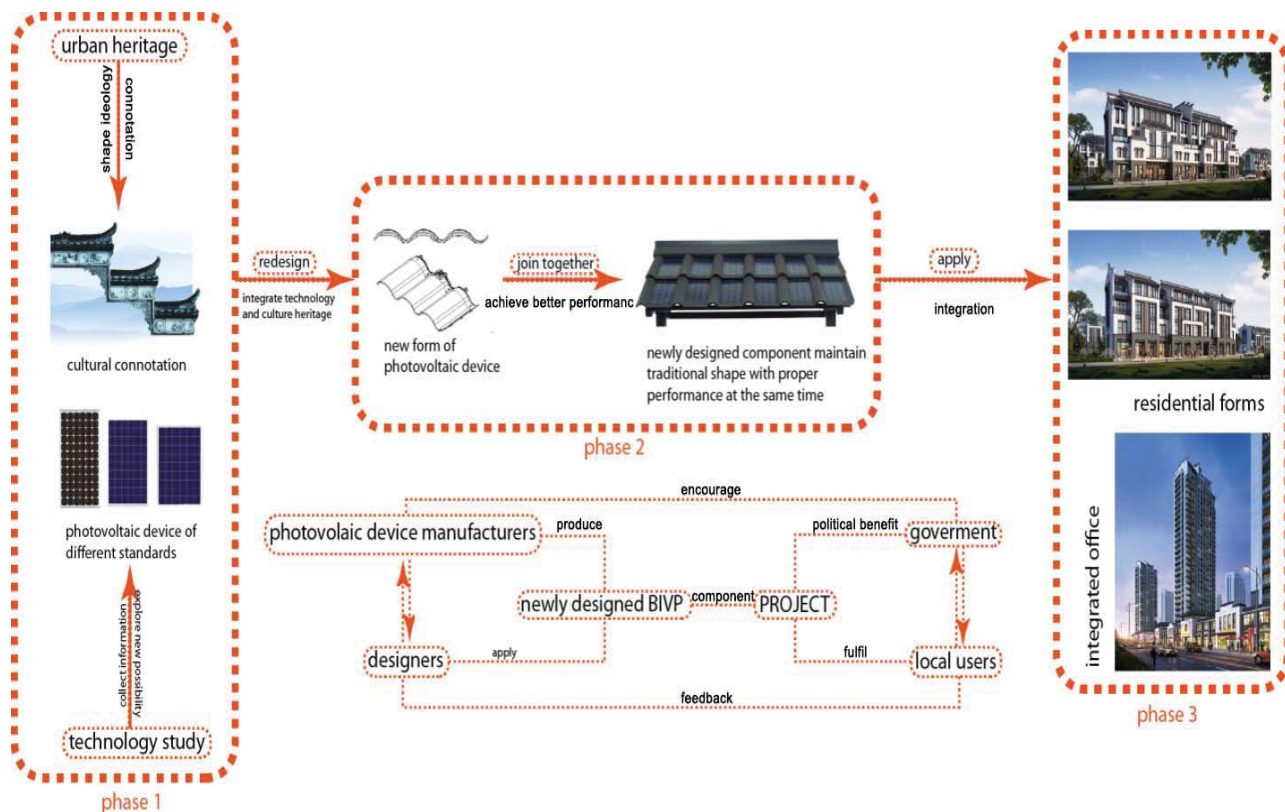 urban heritage
shape ideology
connotation
cultural connotation
photovoltaic device of
different standards
collect information
explore new possibility
technology study
phase 1
redesign
integrate technology
and culture heritage
new form of
photovoltaic device
join together
achieve better performanc
newly designed component maintain
traditional shape with proper
performance at the same time
phase 2
apply
integration
residential forms
integrated office
phase 3
encourage
photovolaic device manufacturers
produce
political benefit
goverment
newly designed BIVP
component
PROJECT
designers
apply
fulfil
local users
feedback